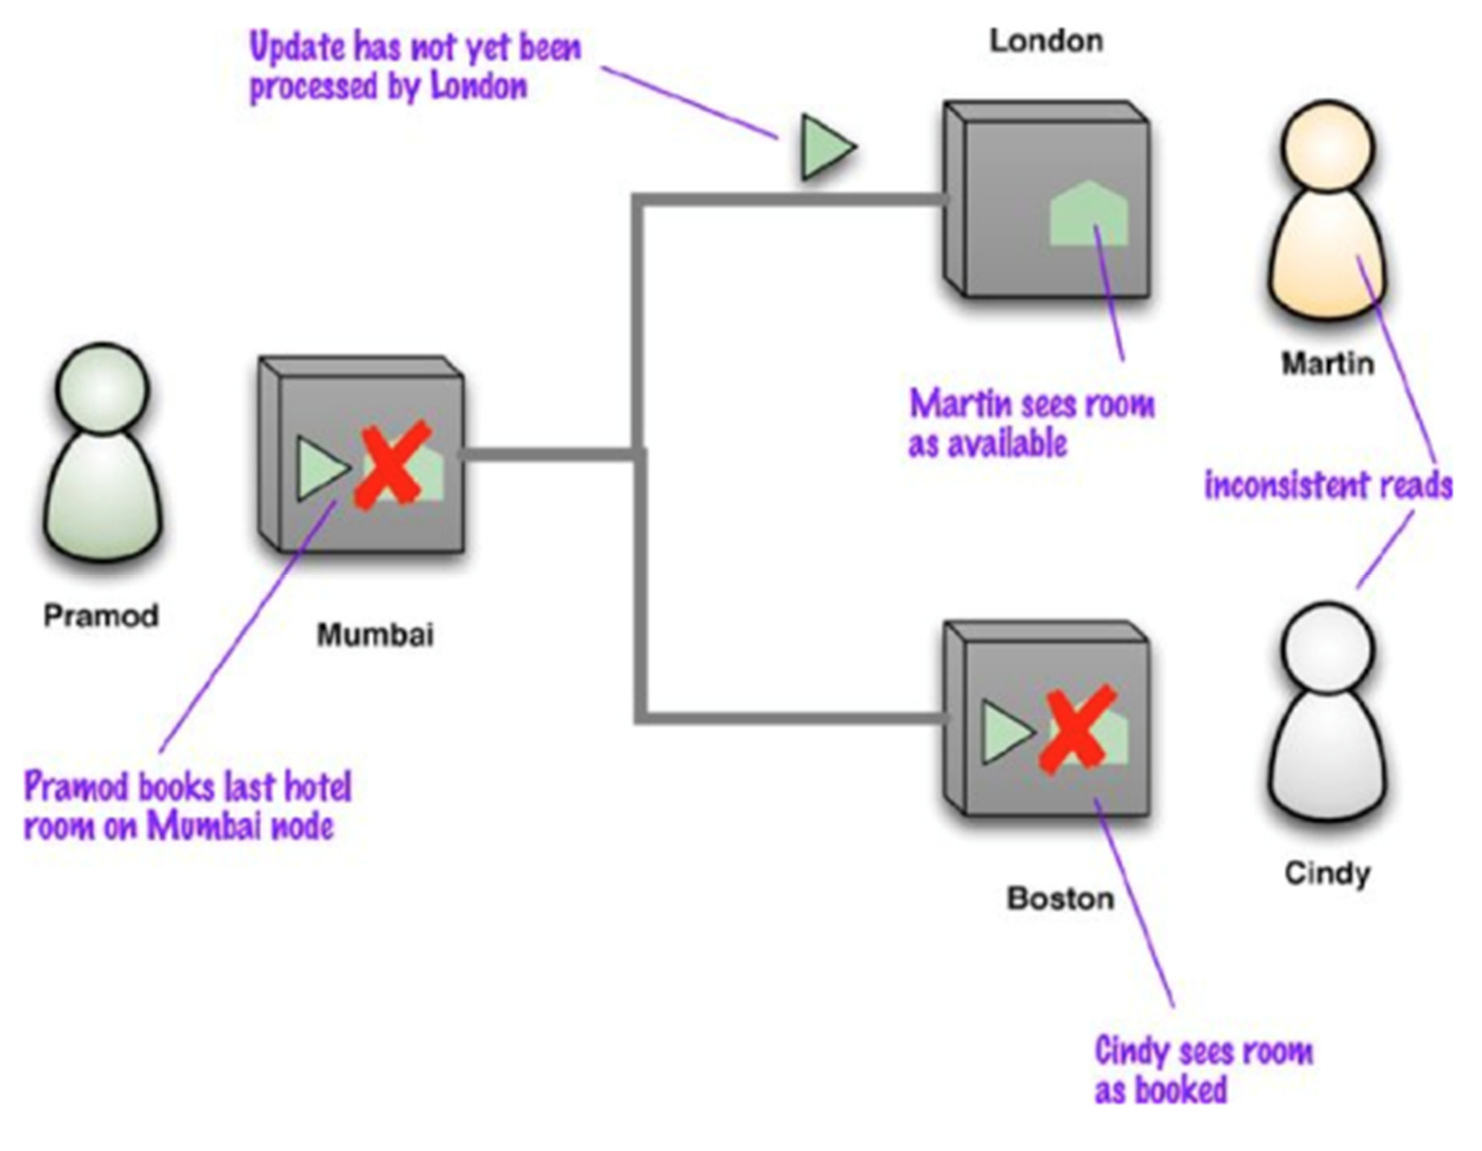 Update has not yet been
processed by London
London
Martin
Martin sees room
as available
inconsistent reads
Pramod
Mumbai
Pramod books last hotel
room on Mumbai node
Boston
Cindy
Cindy sees room
as booked